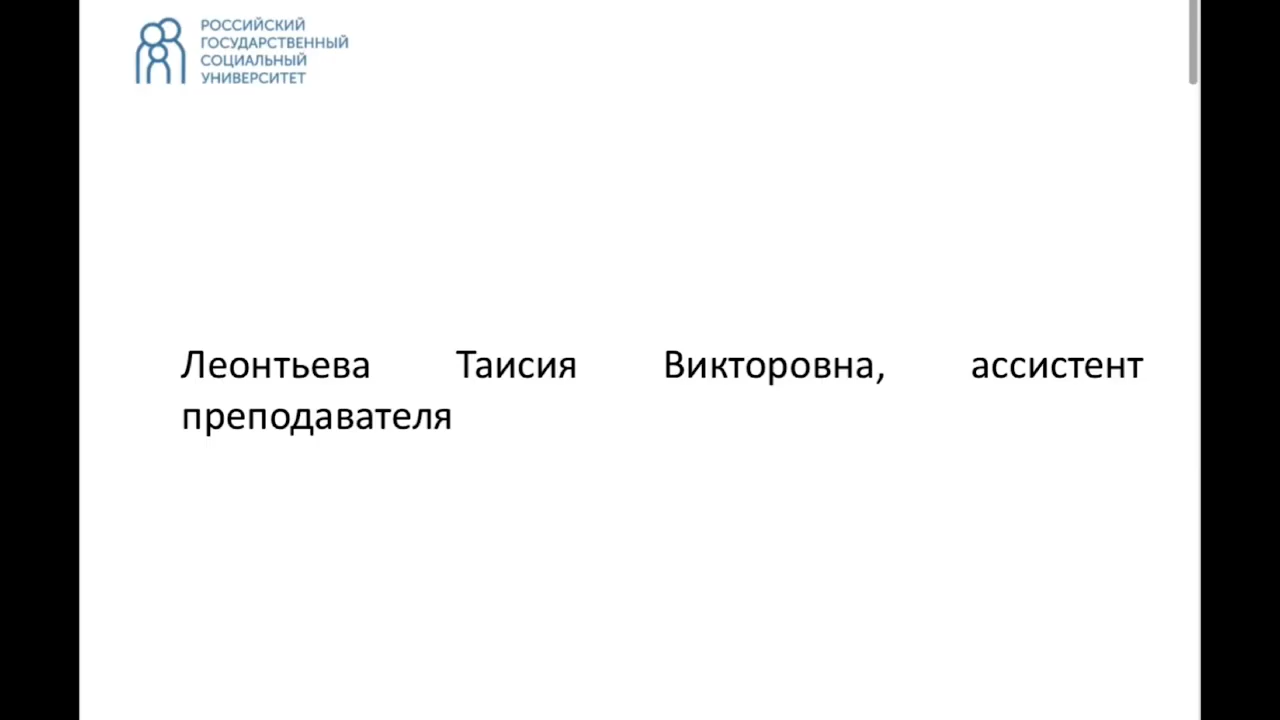 РОССИЙСКИЙ
ГОСУДАРСТВЕННЫЙ
СОЦИАЛЬНЫЙ
УНИВЕРСИТЕТ
Леонтьева Таисия Викторовна, ассистент
преподавателя